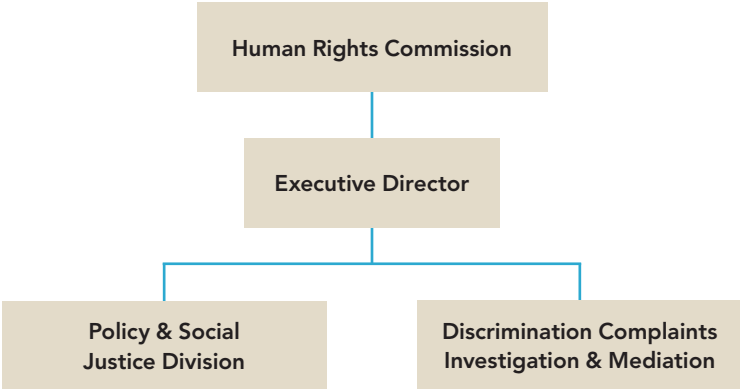 Human Rights Commission
Executive Director
Policy & Social
Justice Division
Discrimination Complaints
Investigation & Mediation